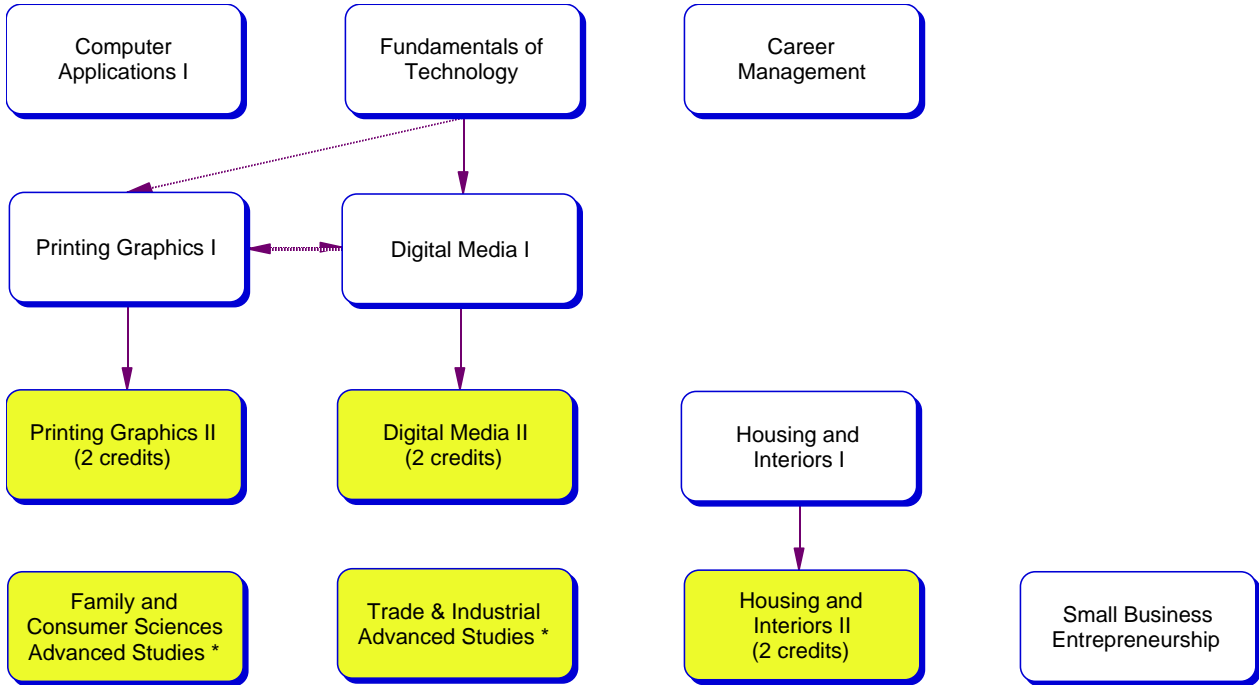 Computer
Applications I
Fundamentals of
Technology
Career
Management
Printing Graphics I
Digital Media I
Printing Graphics II
(2 credits)
Digital Media II
(2 credits)
Housing and
Interiors I
Family and
Consumer Sciences
Advanced Studies *
Trade & Industrial
Advanced Studies *
Housing and
Interiors II
(2 credits)
Small Business
Entrepreneurship